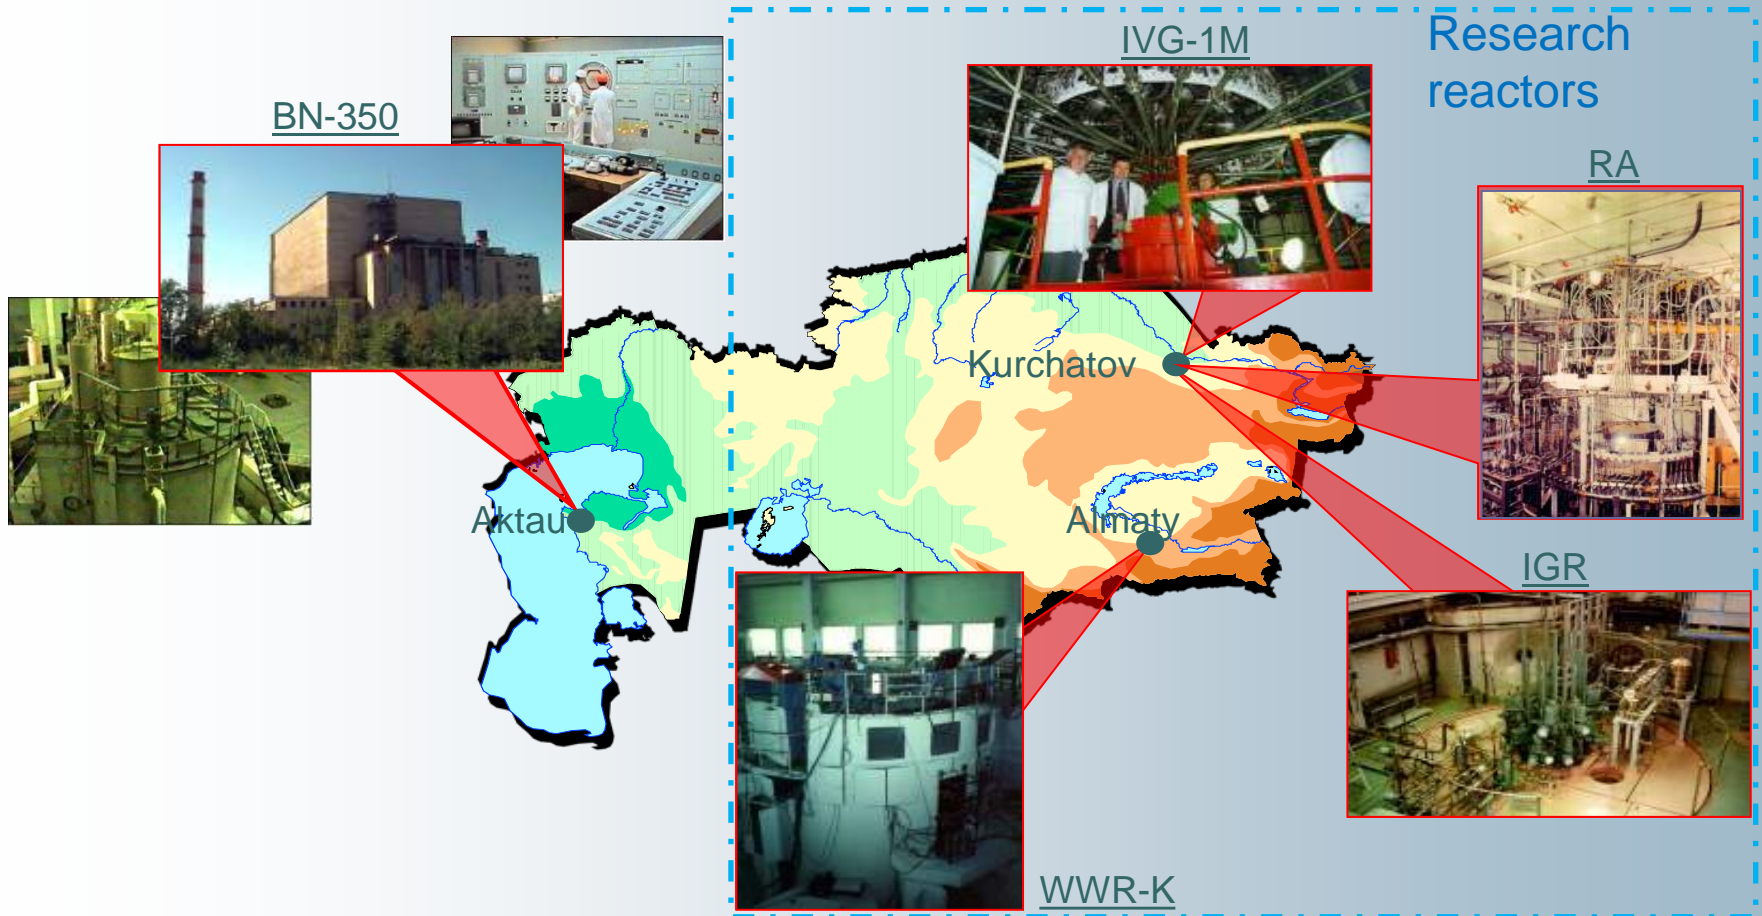 Research
reactors
IVG-1M
BN-350
RA
Kurchatov
Aktau
Almaty
IGR
WWR-K